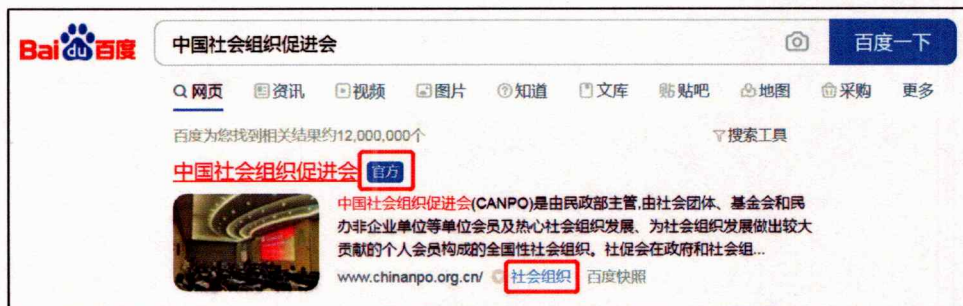 Bai du 百度 中国社会组织促进会 百度一下
网页 资讯 视频 图片 知道 文库 贴吧 地图 采购 更多
百度为您找到相关结果约12,000,000个 搜索工具
中国社会组织促进会 官方
中国社会组织促进会(CANPO)是由民政部主管,由社会团体、基金会和民
办非企业单位等单位会员及热心社会组织发展、为社会组织发展做出较大
贡献的个人会员构成的全国性社会组织。社促会在政府和社会组...
www.chinanpo.org.cn/ 社会组织 百度快照